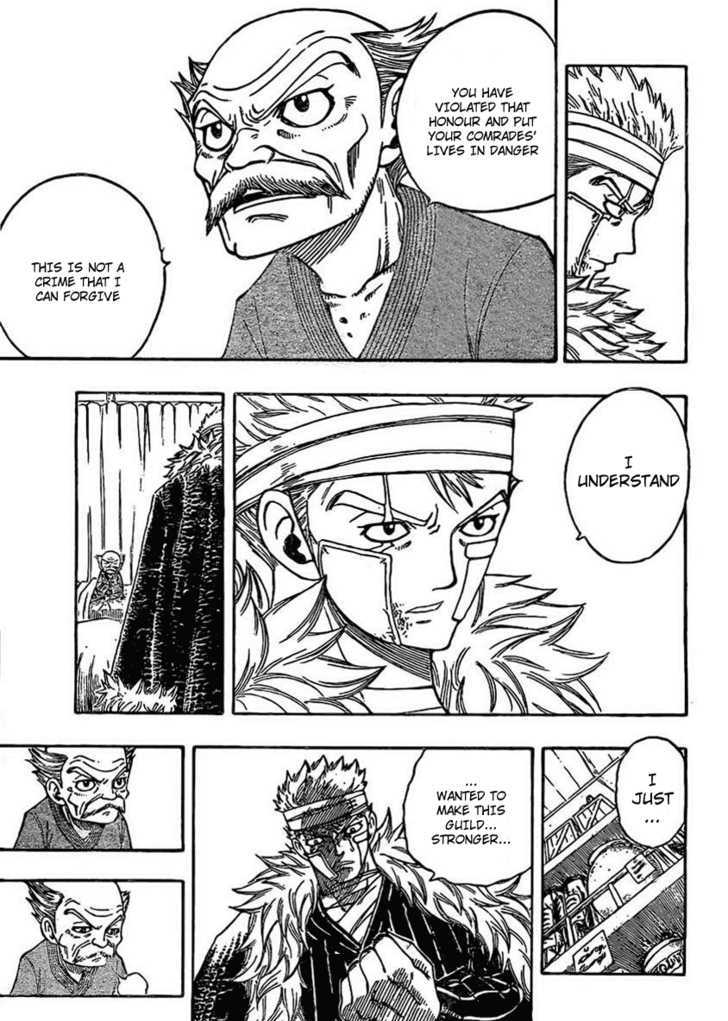 YOU HAVE
VIOLATED THAT
HONOUR AND PUT
YOUR COMRADES'
LIVES IN DANGER
THIS IS NOT A
CRIME THAT I
CAN FORGIVE
I
UNDERSTAND
I
JUST
...
...
WANTED TO
MAKE THIS
GUILD...
STRONGER...